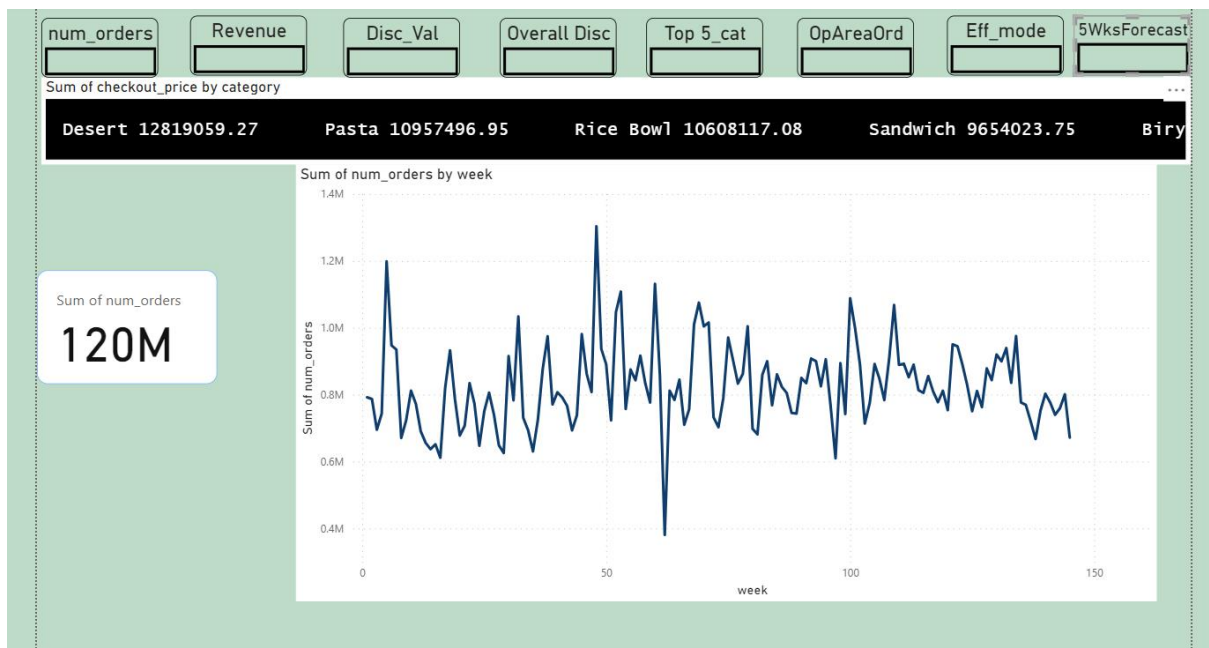 num_orders Revenue Disc_Val Overall Disc Top 5_cat OpAreaOrd Eff_mode 5WksForecast
Sum of checkout_price by category
Desert 12819059.27 Pasta 10957496.95 Rice Bowl 10608117.08 Sandwich 9654023.75 Biry
Sum of num_orders by week
Sum of num_orders
120M
1.4M
1.2M
1.0M
0.8M
0.6M
0.4M
Sum of num_orders
0 50 100 150
week